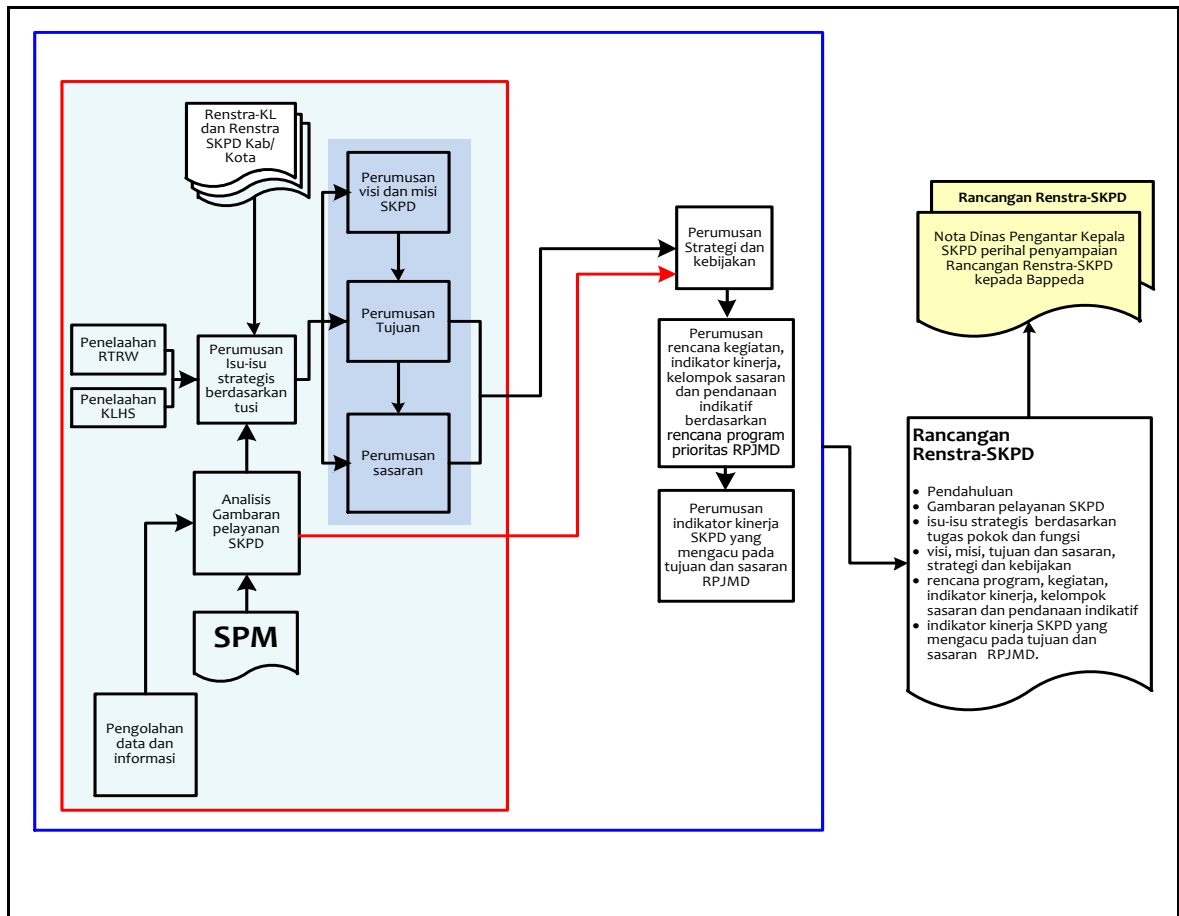 Renstra-KL
dan Renstra
SKPD Kab/
Kota
Perumusan
visi dan misi
SKPD
Perumusan
Tujuan
Perumusan
sasaran
Penelaahan
RTRW
Penelaahan
KLHS
Perumusan
Isu-isu
strategis
berdasarkan
tusi
Analisis
Gambaran
pelayanan
SKPD
SPM
Pengolahan
data dan
informasi
Perumusan
Strategi dan
kebijakan
Perumusan
rencana kegiatan,
indikator kinerja,
kelompok sasaran
dan pendanaan
indikatif
berdasarkan
rencana program
prioritas RPJMD
Perumusan
indikator kinerja
SKPD yang
mengacu pada
tujuan dan sasaran
RPJMD
Rancangan Renstra-SKPD
Nota Dinas Pengantar Kepala
SKPD perihal penyampaian
Rancangan Renstra-SKPD
kepada Bappeda
Rancangan
Renstra-SKPD
• Pendahuluan
• Gambaran pelayanan SKPD
• isu-isu strategis berdasarkan
tugas pokok dan fungsi
• visi, misi, tujuan dan sasaran,
strategi dan kebijakan
• rencana program, kegiatan,
indikator kinerja, kelompok
sasaran dan pendanaan indikatif
• indikator kinerja SKPD yang
mengacu pada tujuan dan
sasaran RPJMD.